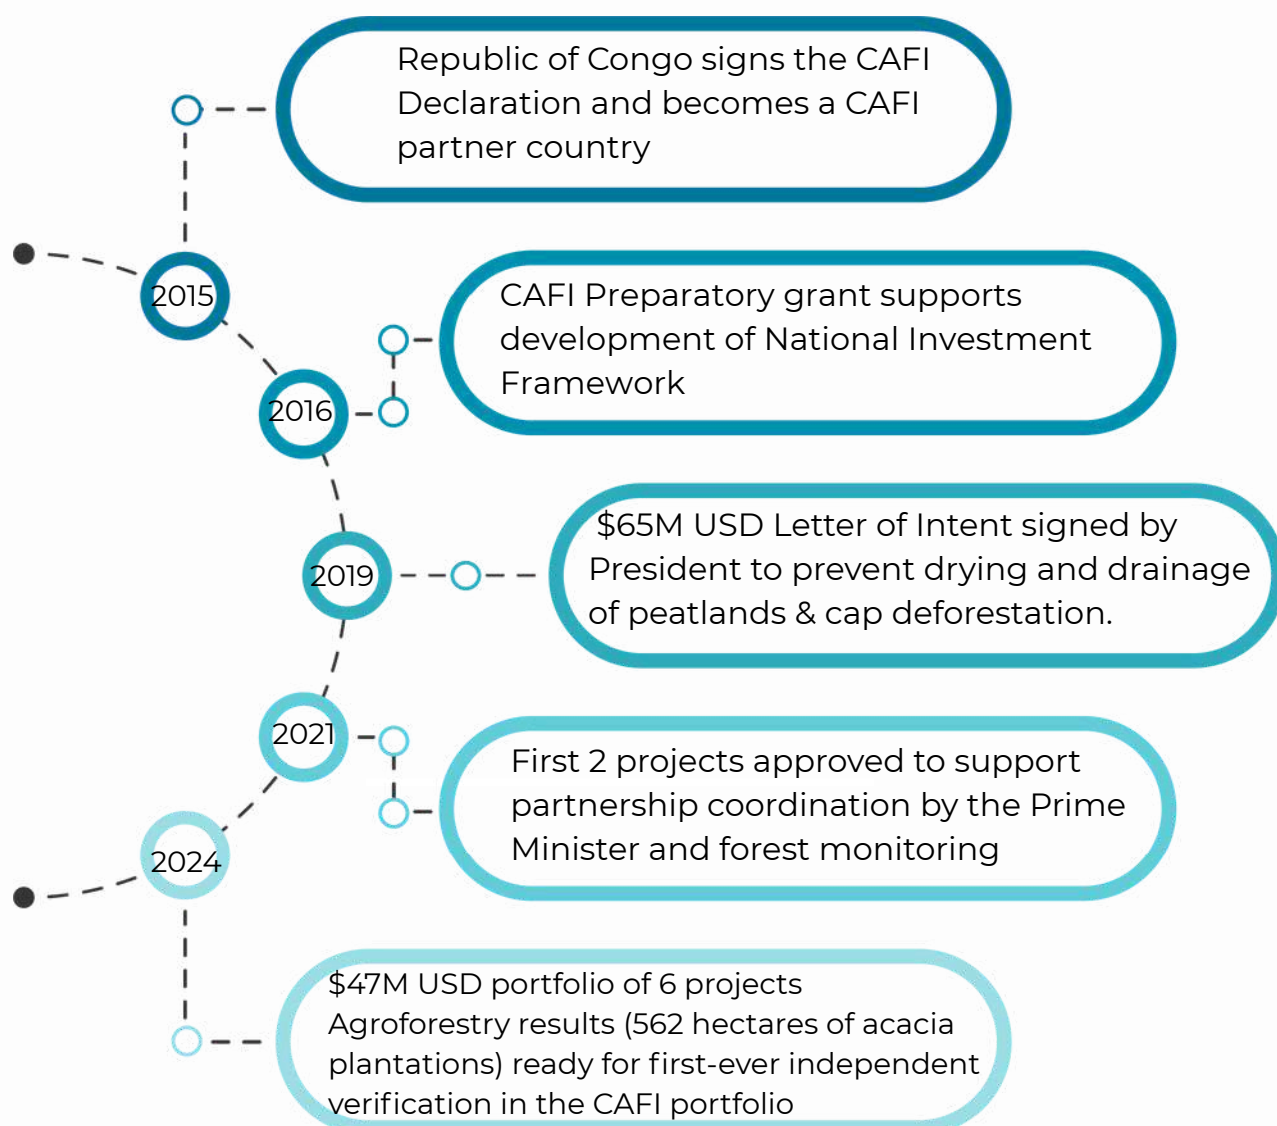 Republic of Congo signs the CAFI
Declaration and becomes a CAFI
partner country
2015
CAFI Preparatory grant supports
development of National Investment
Framework
2016
$65M USD Letter of Intent signed by
President to prevent drying and drainage
of peatlands & cap deforestation.
2019
2021
First 2 projects approved to support
partnership coordination by the Prime
Minister and forest monitoring
2024
$47M USD portfolio of 6 projects
Agroforestry results (562 hectares of acacia
plantations) ready for first-ever independent
verification in the CAFI portfolio